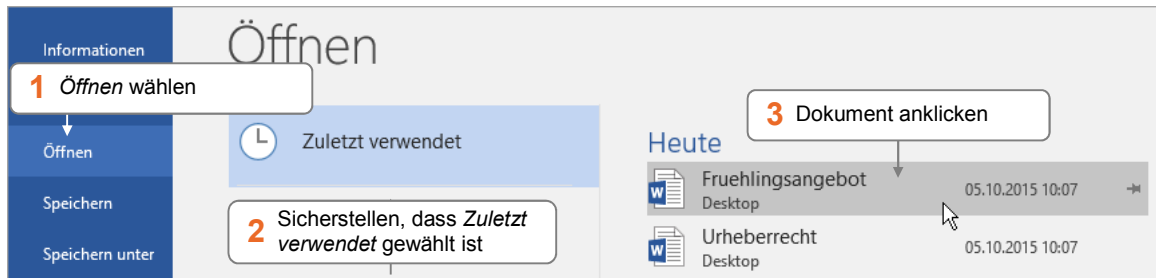 Informationen
Öffnen
1 Öffnen wählen
Öffnen
Speichern
Speichern unter
Zuletzt verwendet
2 Sicherstellen, dass Zuletzt
verwendet gewählt ist
3 Dokument anklicken
Heute
Fruehlingsangebot
Desktop
05.10.2015 10:07
Urheberrecht
Desktop
05.10.2015 10:07